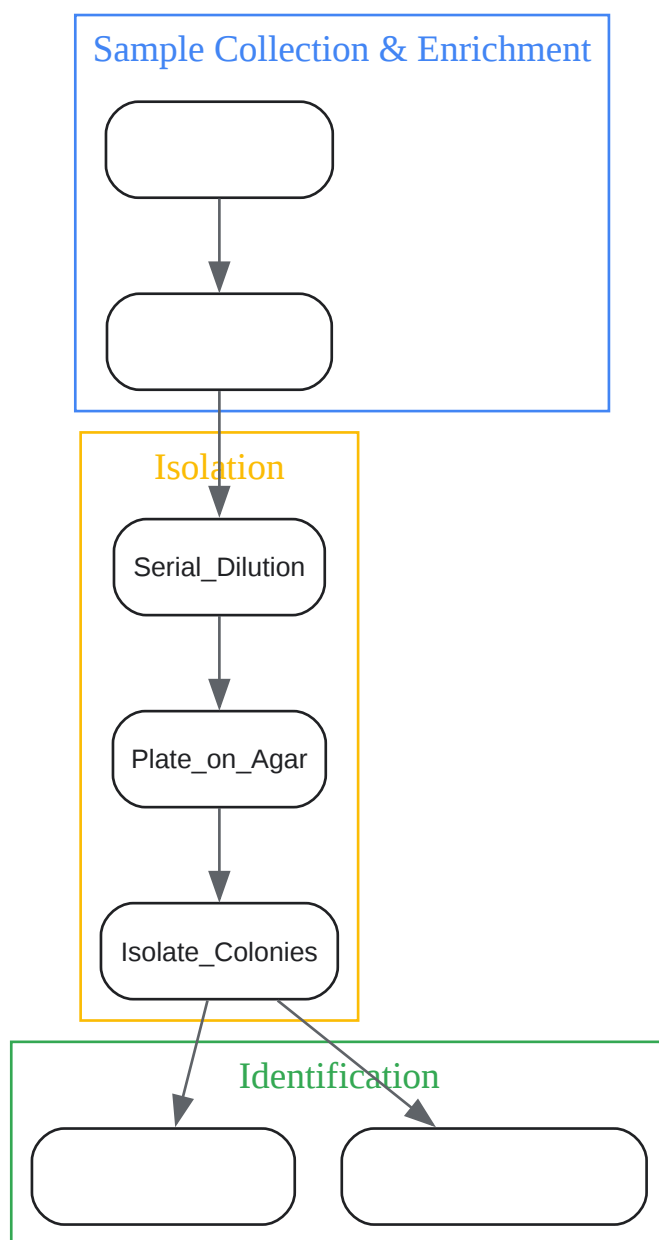 Sample Collection & Enrichment
Isolation
Serial_Dilution
Plate_on_Agar
Isolate_Colonies
Identification